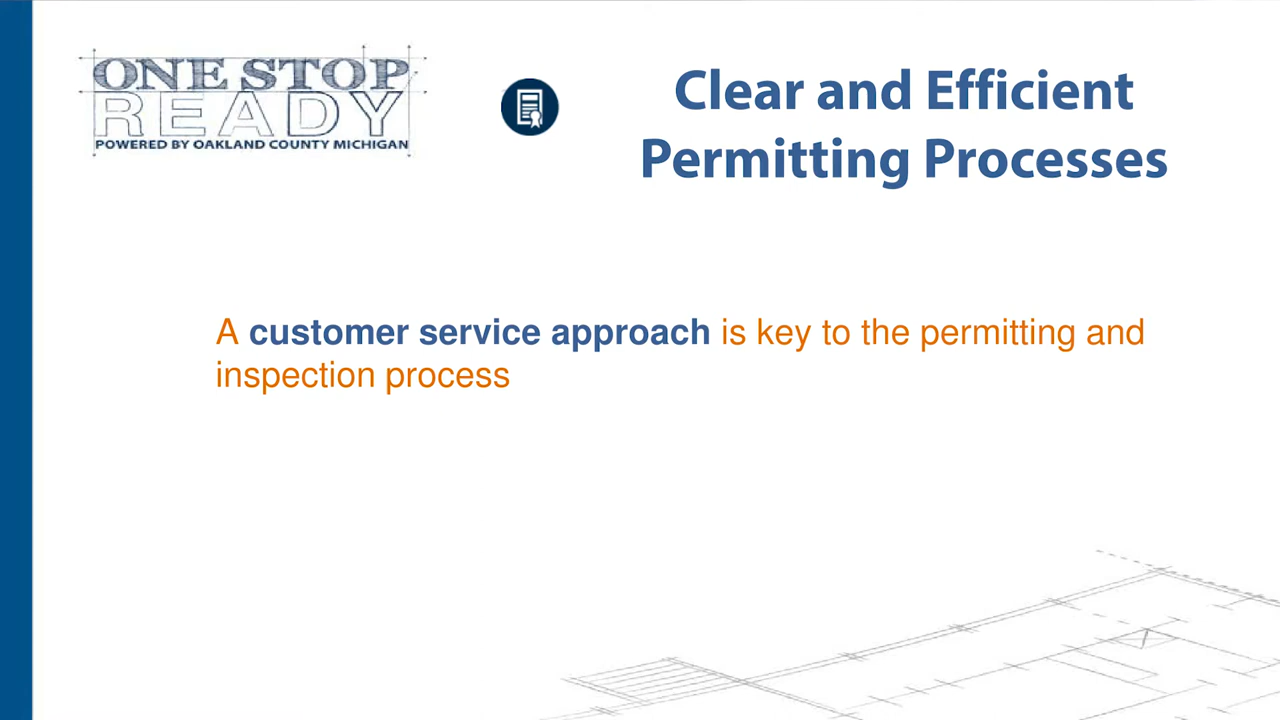 ONE STOP
READY
POWERED BY OAKLAND COUNTY MICHIGAN
Clear and Efficient
Permitting Processes
A customer service approach is key to the permitting and
inspection process